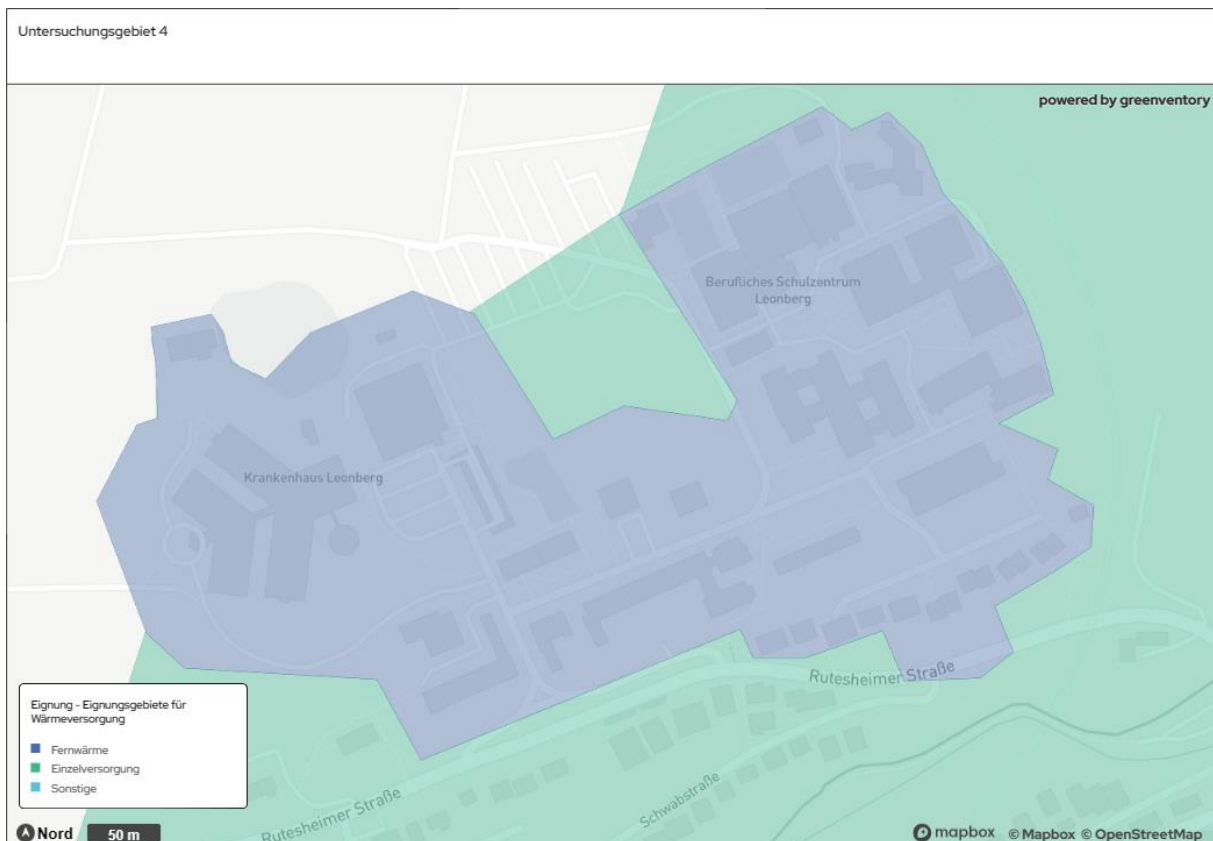 Untersuchungsgebiet 4
powered by greenventory
Berufliches Schulzentrum
Leonberg
Krankenhaus Leonberg
Rutesheimer Straße
Eignung - Eignungsgebiete für
Wärmeversorgung
Fernwärme
Einzelversorgung
Sonstige
Schwabstraße
Rutesheimer Straße
Nord
50 m
mapbox © Mapbox © OpenStreetMap